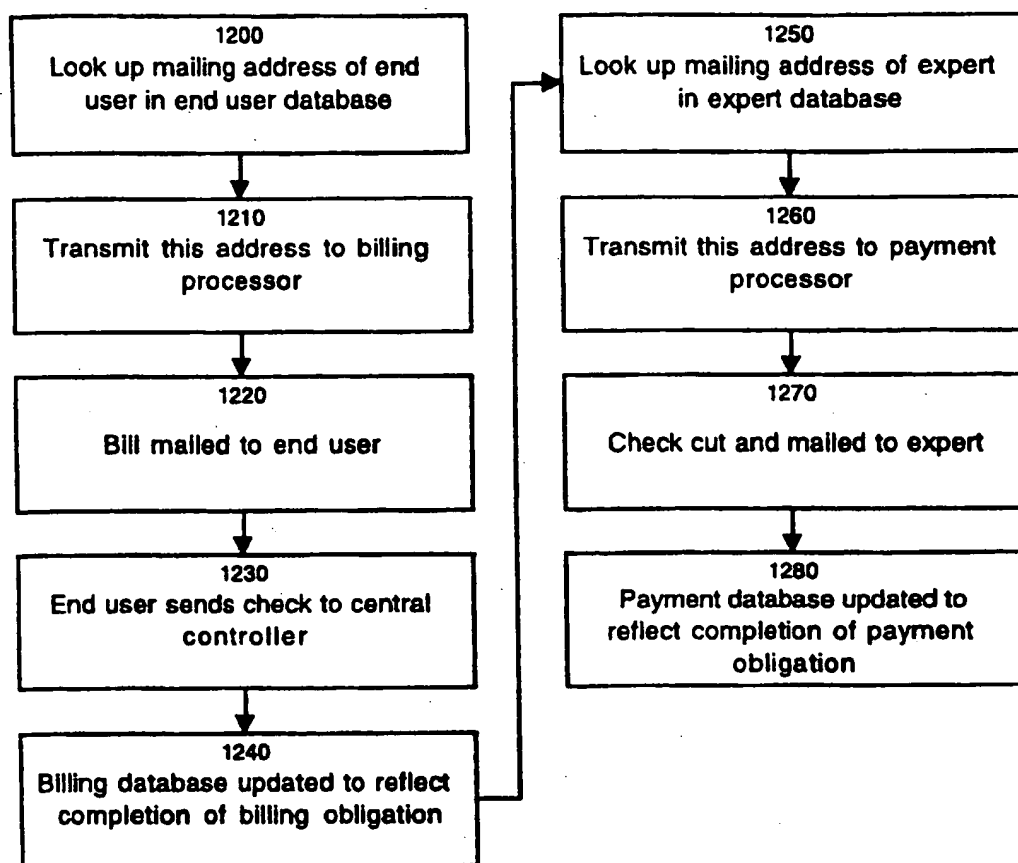 1200
Look up mailing address of end
user in end user database
1210
Transmit this address to billing
processor
1220
Bill mailed to end user
1230
End user sends check to central
controller
1240
Billing database updated to reflect
completion of billing obligation
1250
Look up mailing address of expert
in expert database
1260
Transmit this address to payment
processor
1270
Check cut and mailed to expert
1280
Payment database updated to
reflect completion of payment
obligation